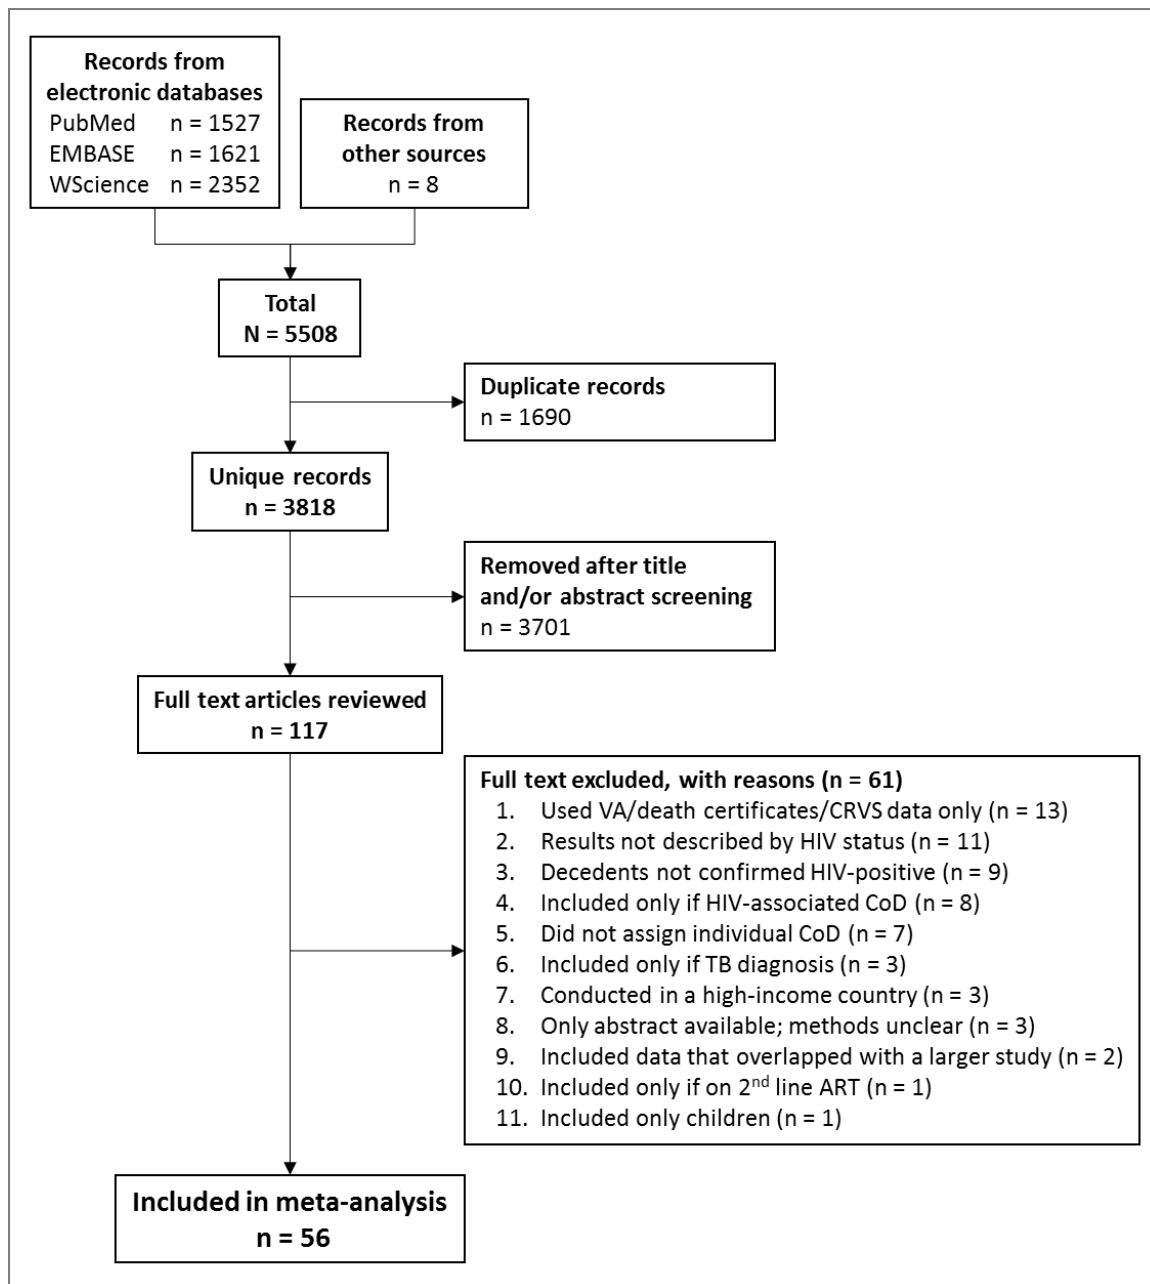 Records from
electronic databases
PubMed n = 1527
EMBASE n = 1621
WScience n = 2352
Records from
other sources
n = 8
Total
N = 5508
Duplicate records
n = 1690
Unique records
n = 3818
Removed after title
and/or abstract screening
n = 3701
Full text articles reviewed
n = 117
Full text excluded, with reasons (n = 61)
1. Used VA/death certificates/CRVS data only (n = 13)
2. Results not described by HIV status (n = 11)
3. Decedents not confirmed HIV-positive (n = 9)
4. Included only if HIV-associated CoD (n = 8)
5. Did not assign individual CoD (n = 7)
6. Included only if TB diagnosis (n = 3)
7. Conducted in a high-income country (n = 3)
8. Only abstract available; methods unclear (n = 3)
9. Included data that overlapped with a larger study (n = 2)
10. Included only if on 2nd line ART (n = 1)
11. Included only children (n = 1)
Included in meta-analysis
n = 56